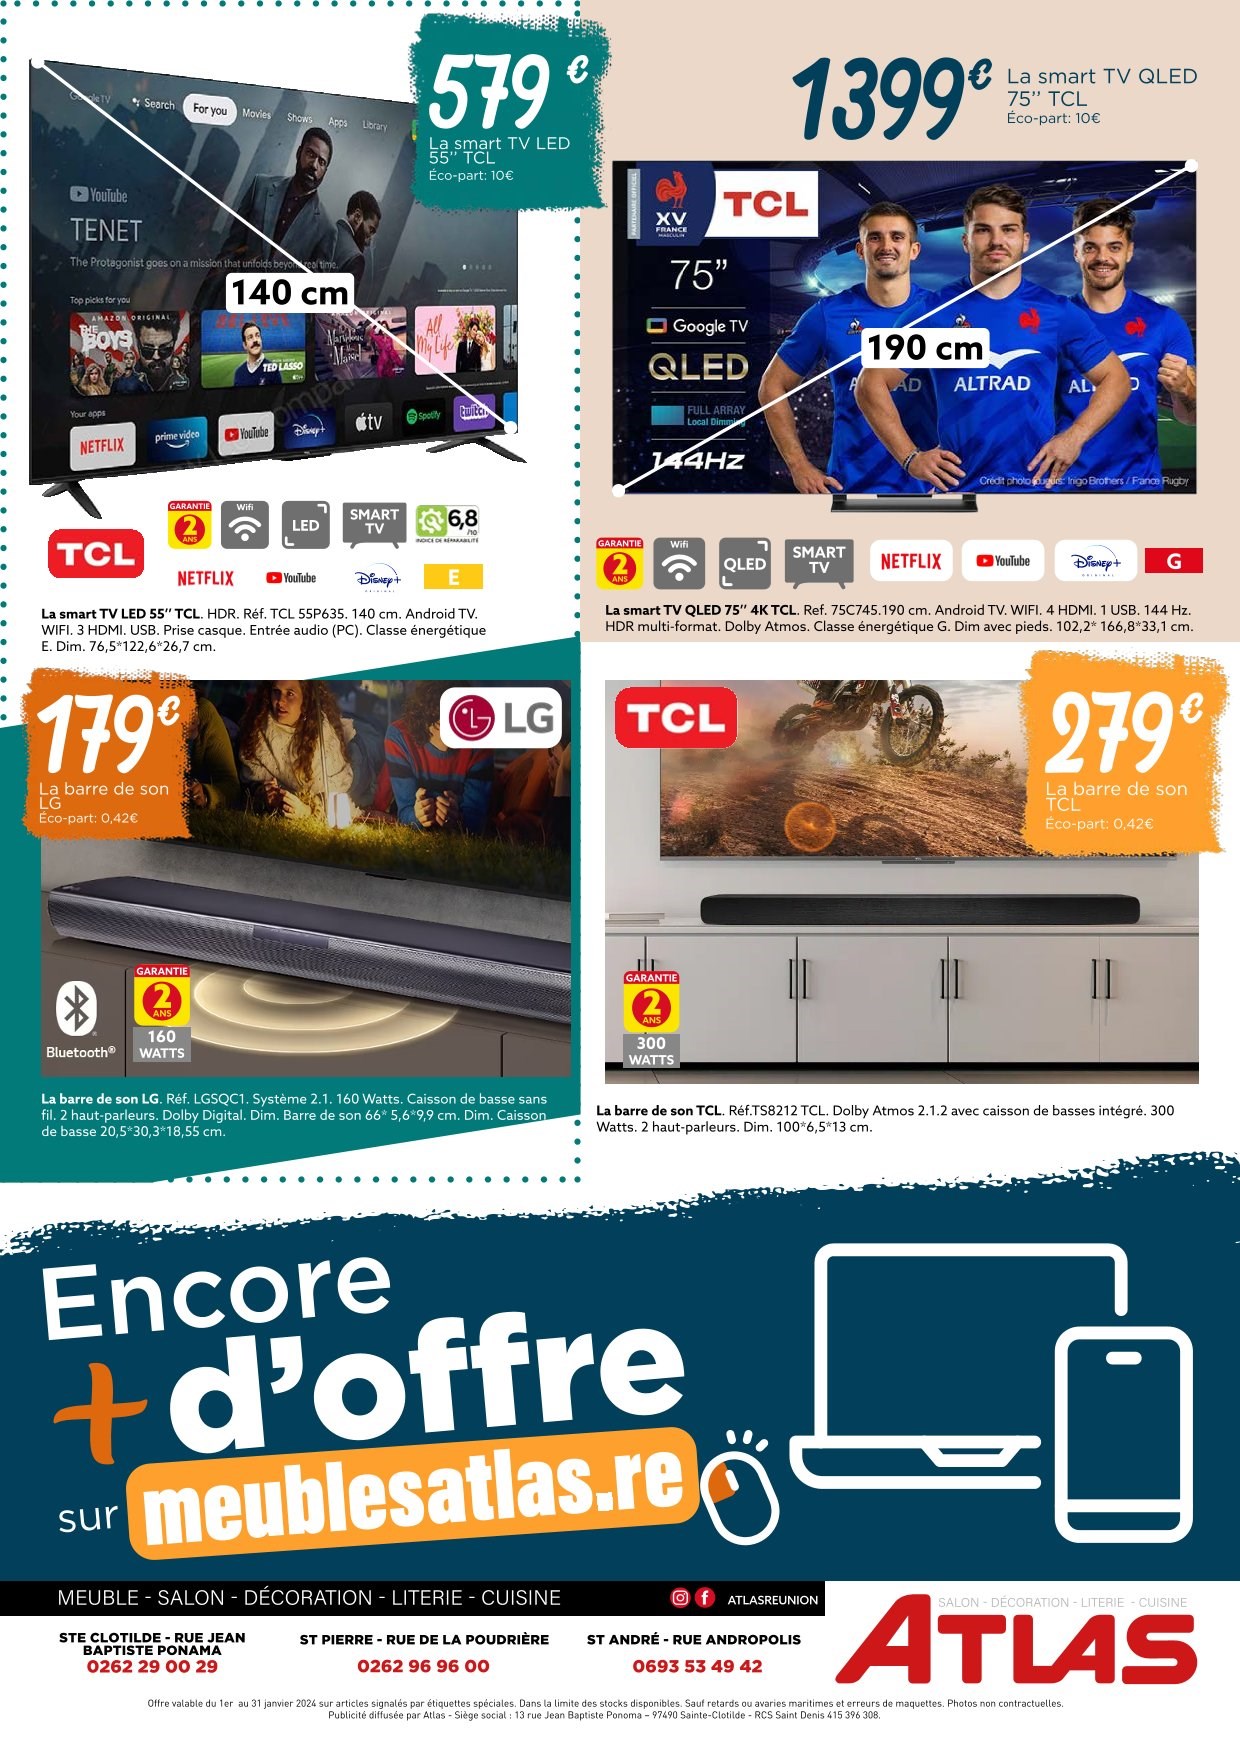 579 €
La smart TV LED
55’’ TCL
Éco-part: 10€
1399€
La smart TV QLED
75’’ TCL
Éco-part: 10€
Google TV
Search
For you
Movies
Shows
Apps
Library
YouTube
TENET
The Protagonist goes on a mission that unfolds beyond real time.
140 cm
Top picks for you
AMAZON ORIGINAL
THE BOYS
TED LASSO
Marvelous
Maisel
All
My Life
Your apps
NETFLIX
prime video
YouTube
Disney+
tv
Spotify
twitch
PARTENAIRE OFFICIEL
XV
FRANCE
MASCULIN
TCL
75”
Google TV
QLED
FULL ARRAY
Local Dimming
144Hz
190 cm
ALTRAD
Crédit photo joueurs: Inigo Brothers / France Rugby
TCL
GARANTIE
2
ANS
Wifi
LED
SMART
TV
6,8
/10
INDICE DE RÉPARABILITÉ
NETFLIX
YouTube
Disney+
E
GARANTIE
2
ANS
Wifi
QLED
SMART
TV
NETFLIX
YouTube
Disney+
ORIGINAL
G
La smart TV LED 55’’ TCL. HDR. Réf. TCL 55P635. 140 cm. Android TV.
WIFI. 3 HDMI. USB. Prise casque. Entrée audio (PC). Classe énergétique
E. Dim. 76,5*122,6*26,7 cm.
La smart TV QLED 75’’ 4K TCL. Ref. 75C745.190 cm. Android TV. WIFI. 4 HDMI. 1 USB. 144 Hz.
HDR multi-format. Dolby Atmos. Classe énergétique G. Dim avec pieds. 102,2* 166,8*33,1 cm.
179€
La barre de son
LG
Éco-part: 0,42€
LG
Bluetooth®
GARANTIE
2
ANS
160
WATTS
La barre de son LG. Réf. LGSQC1. Système 2.1. 160 Watts. Caisson de basse sans
fil. 2 haut-parleurs. Dolby Digital. Dim. Barre de son 66* 5,6*9,9 cm. Dim. Caisson
de basse 20,5*30,3*18,55 cm.
TCL
279€
La barre de son
TCL
Éco-part: 0,42€
GARANTIE
2
ANS
300
WATTS
La barre de son TCL. Réf.TS8212 TCL. Dolby Atmos 2.1.2 avec caisson de basses intégré. 300
Watts. 2 haut-parleurs. Dim. 100*6,5*13 cm.
Encore
+ d’offre
sur meublesatlas.re
MEUBLE - SALON - DÉCORATION - LITERIE - CUISINE
ATLASREUNION
SALON - DÉCORATION - LITERIE - CUISINE
ATLAS
STE CLOTILDE - RUE JEAN
BAPTISTE PONAMA
0262 29 00 29
ST PIERRE - RUE DE LA POUDRIÈRE
0262 96 96 00
ST ANDRÉ - RUE ANDROPOLIS
0693 53 49 42
Offre valable du 1er au 31 janvier 2024 sur articles signalés par étiquettes spéciales. Dans la limite des stocks disponibles. Sauf retards ou avaries maritimes et erreurs de maquettes. Photos non contractuelles.
Publicité diffusée par Atlas - Siège social : 13 rue Jean Baptiste Ponoma – 97490 Sainte-Clotilde - RCS Saint Denis 415 396 308.